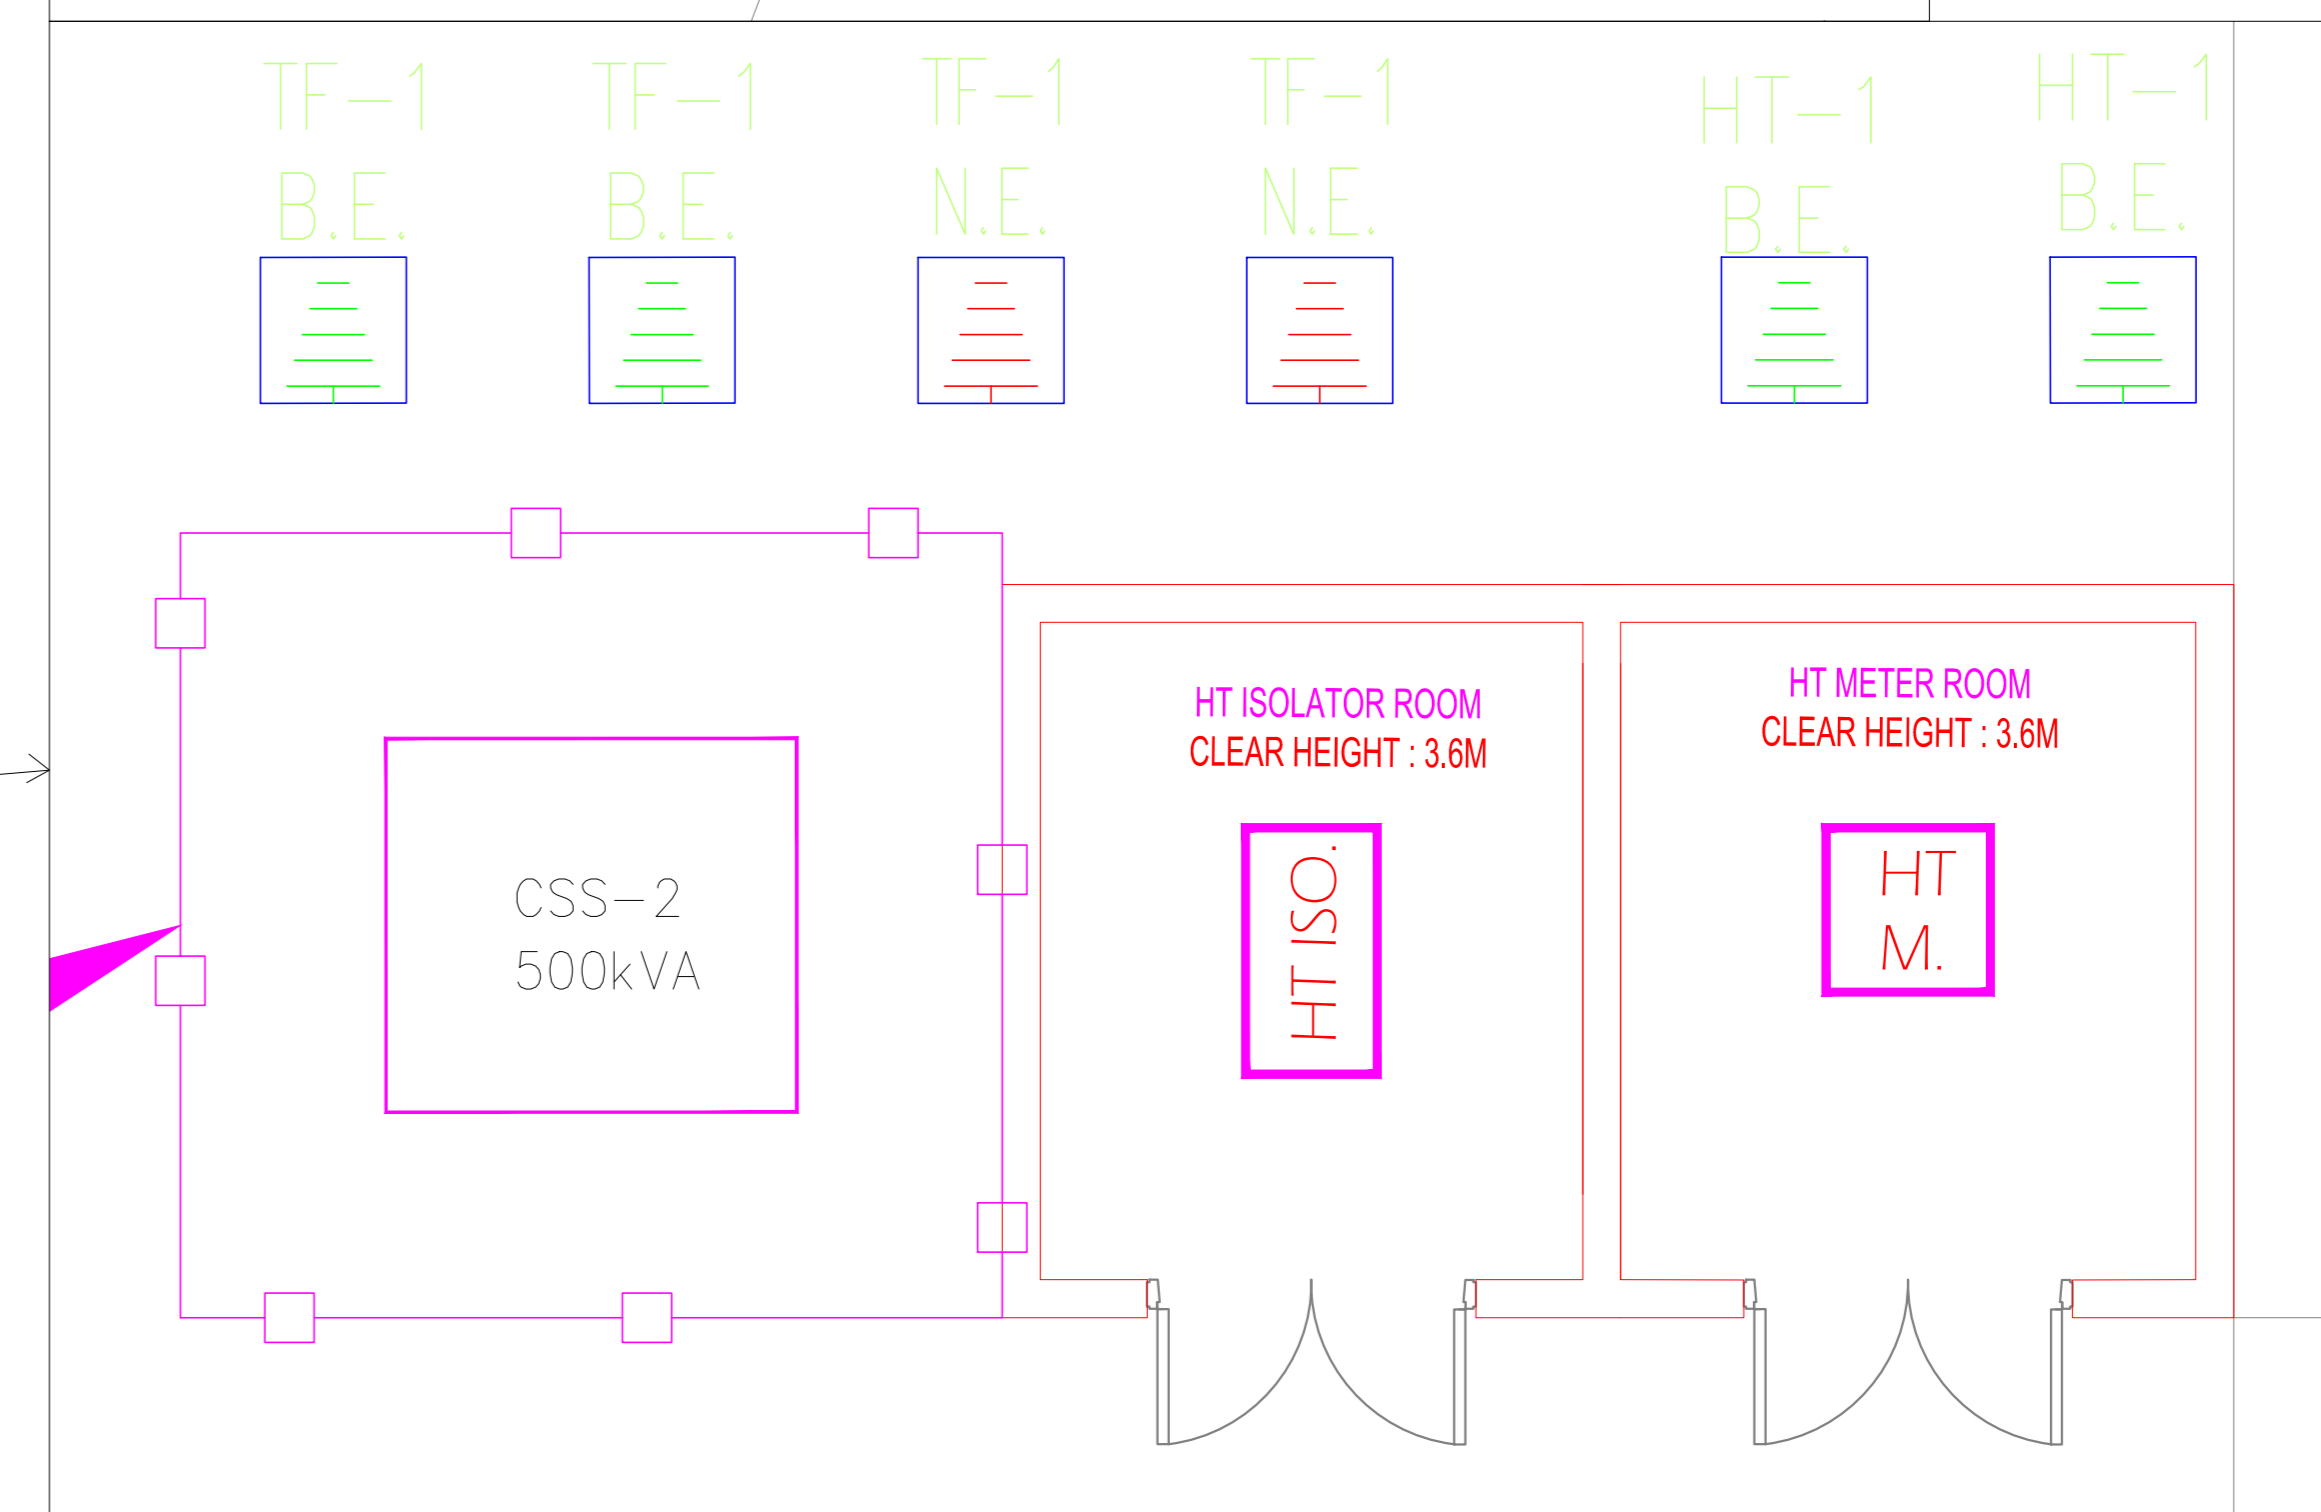 TF-1
B.E.
TF-1
B.E.
TF-1
N.E.
TF-1
N.E.
HT-1
B.E.
HT-1
B.E.
HT ISOLATOR ROOM
CLEAR HEIGHT : 3.6M
HT METER ROOM
CLEAR HEIGHT : 3.6M
CSS-2
500kVA
HT ISO.
HT
M.